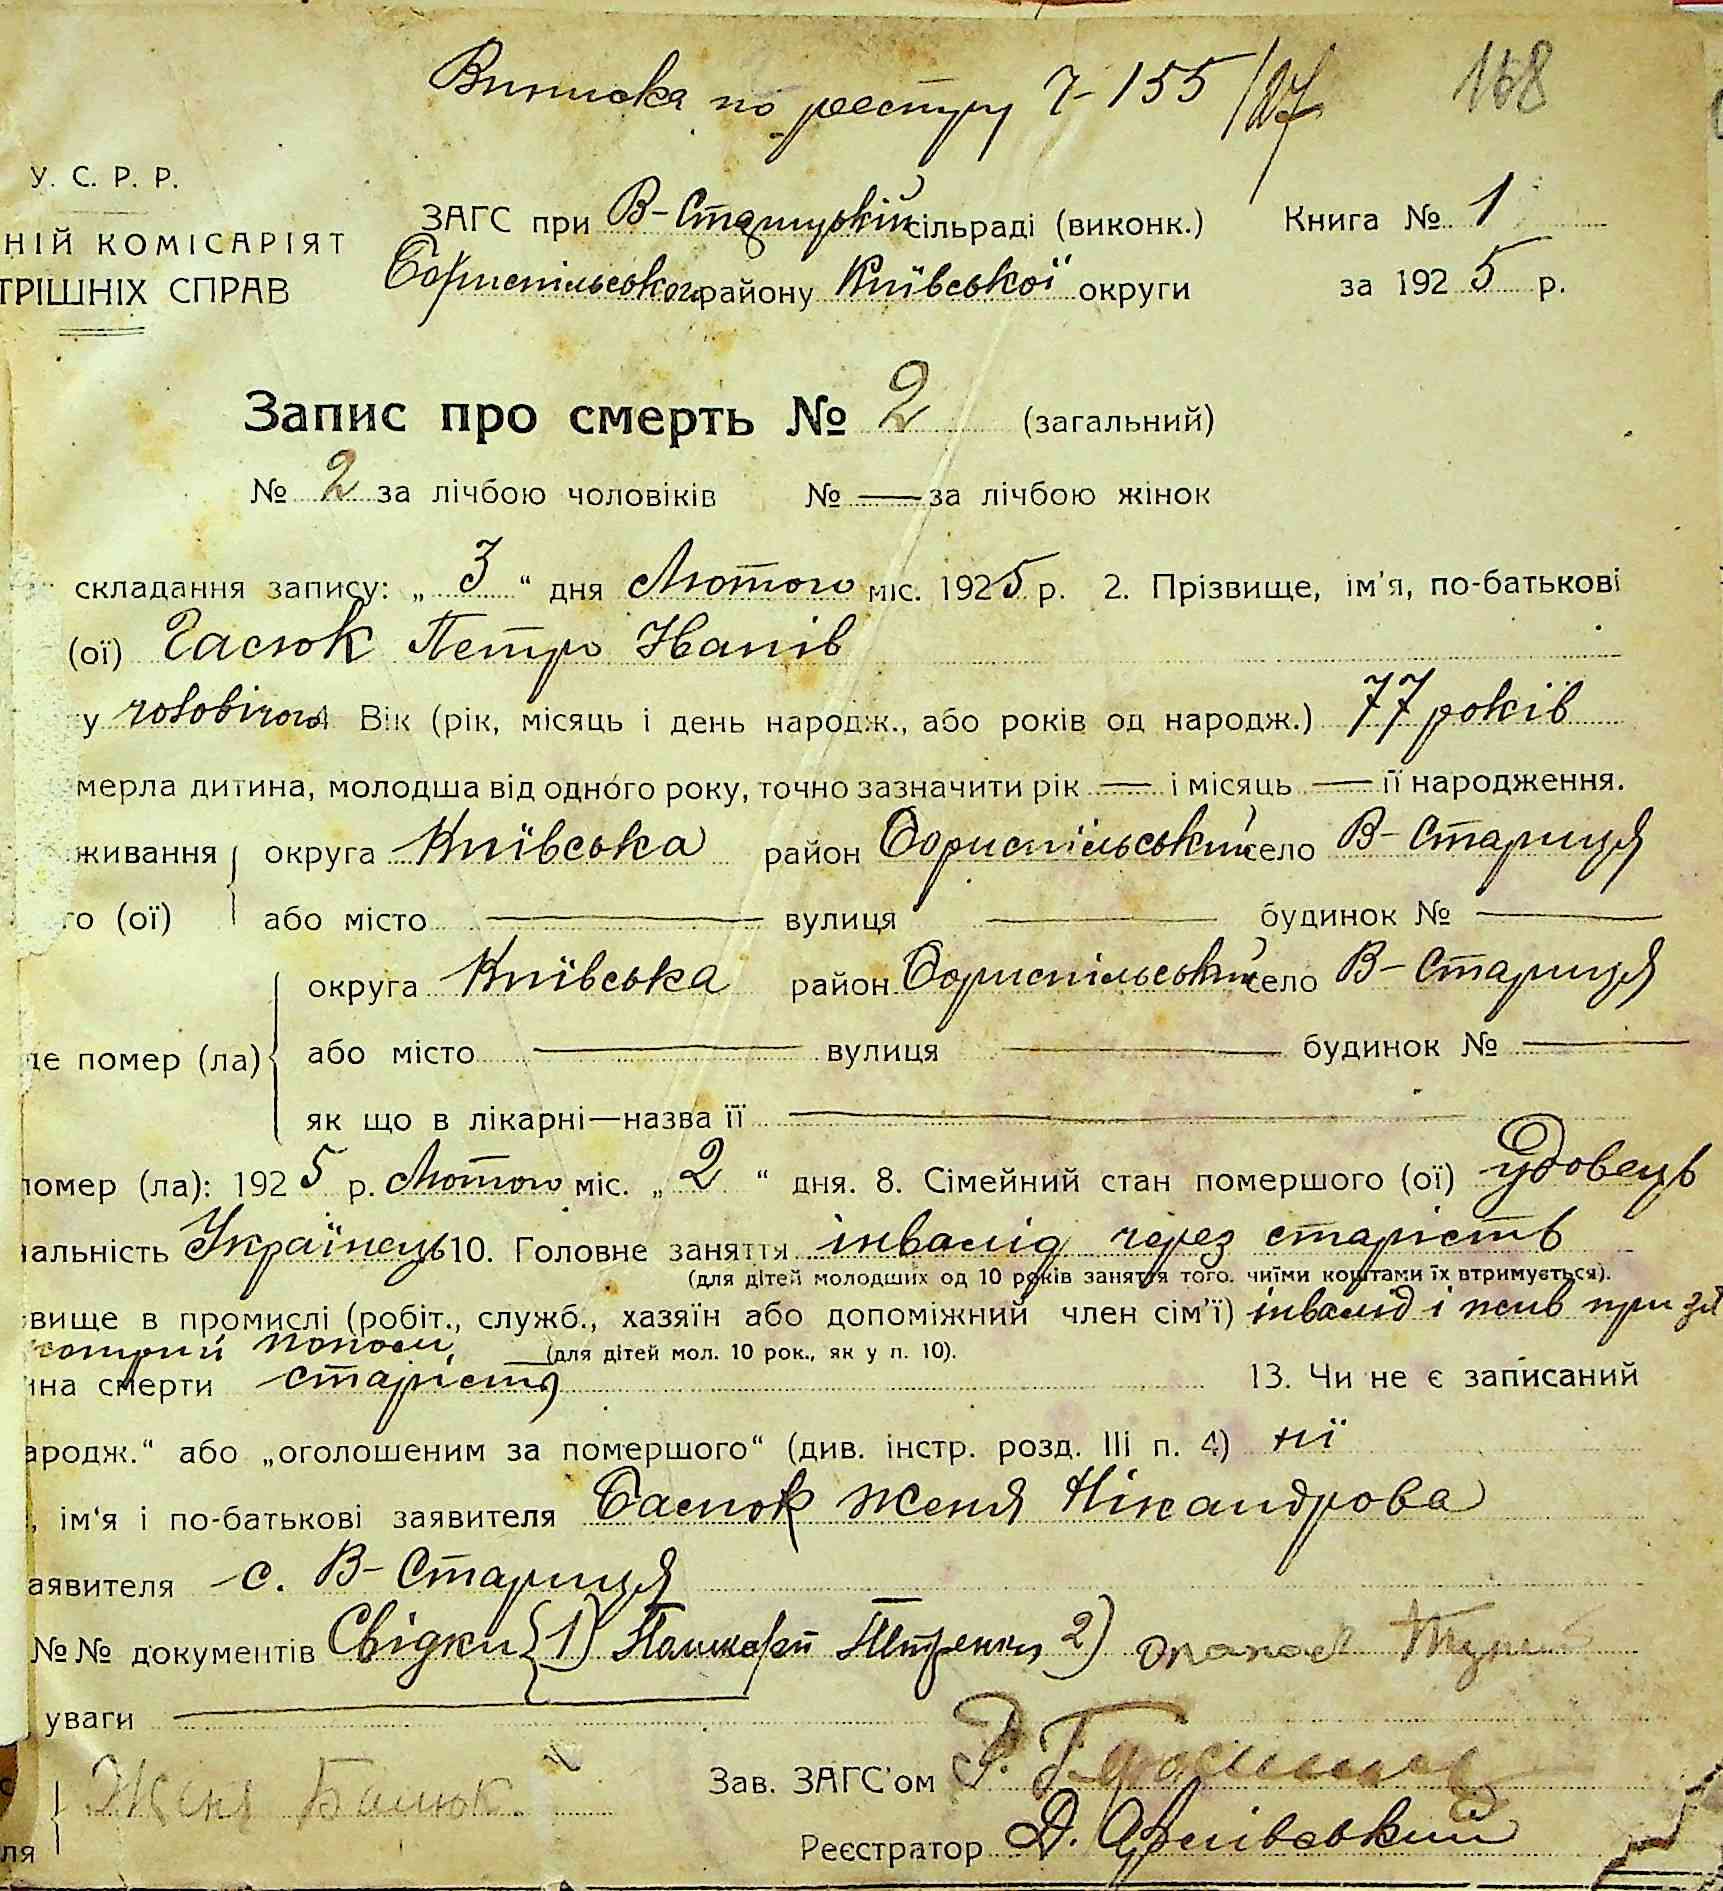 Виписка по реєстру Ч-155/27 168
У. С. Р. Р.
ЗАГС при В-Старицькій сільраді (виконк.) Книга № 1
НІЙ КОМІСАРІЯТ
Бориспільського району Київської округи за 1925 р.
ТРІШНІХ СПРАВ
Запис про смерть № 2 (загальний)
№ 2 за лічбою чоловіків № — за лічбою жінок
складання запису: „ 3 “ дня Лютого міс. 1925 р. 2. Прізвище, ім'я, по-батькові
(ої) Басюк Петро Іванів
у чоловічого 4. Вік (рік, місяць і день народж., або років од народж.) 77 років
мерла дитина, молодша від одного року, точно зазначити рік — і місяць — її народження.
живання округа Київська район Бориспільський село В-Стариця
го (ої) або місто — вулиця — будинок № —
округа Київська район Бориспільський село В-Стариця
де помер (ла) або місто — вулиця — будинок № —
як що в лікарні—назва її —
помер (ла): 1925 р. Лютого міс. „ 2 “ дня. 8. Сімейний стан помершого (ої) Удовець
нальність Українець 10. Головне заняття інвалід через старість
(для дітей молодших од 10 років заняття того, чиїми коштами їх втримується).
вище в промислі (робіт., служб., хазяїн або допоміжний член сім'ї) інвалід і жив при
(для дітей мол. 10 рок., як у п. 10).
ина смерти старість 13. Чи не є записаний
ародж.“ або „оголошеним за помершого“ (див. інстр. розд. III п. 4) ні
, ім'я і по-батькові заявителя Басюк Женя Ніканdрова
аявителя с. В-Стариця
№№ документів Свідки {1) 2)
уваги —
Зав. ЗАГС'ом
Женя Басюк
Реєстратор
ля